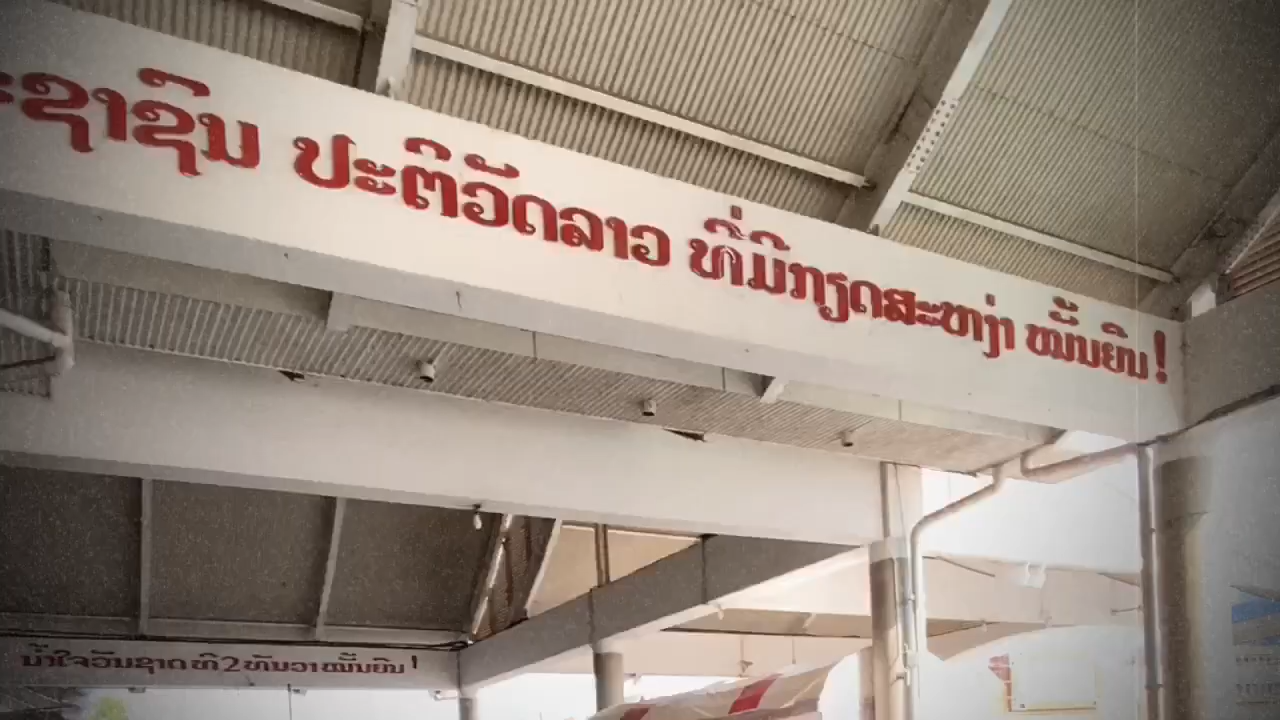 ະຊາຊົນ ປະຕິວັດລາວ ທີ່ມີກຽດສະຫງ່າ ໝັ້ນຍືນ!
ນ້ຳໃຈວັນຊາດທີ2ທັນວາໝັ້ນຍືນ!